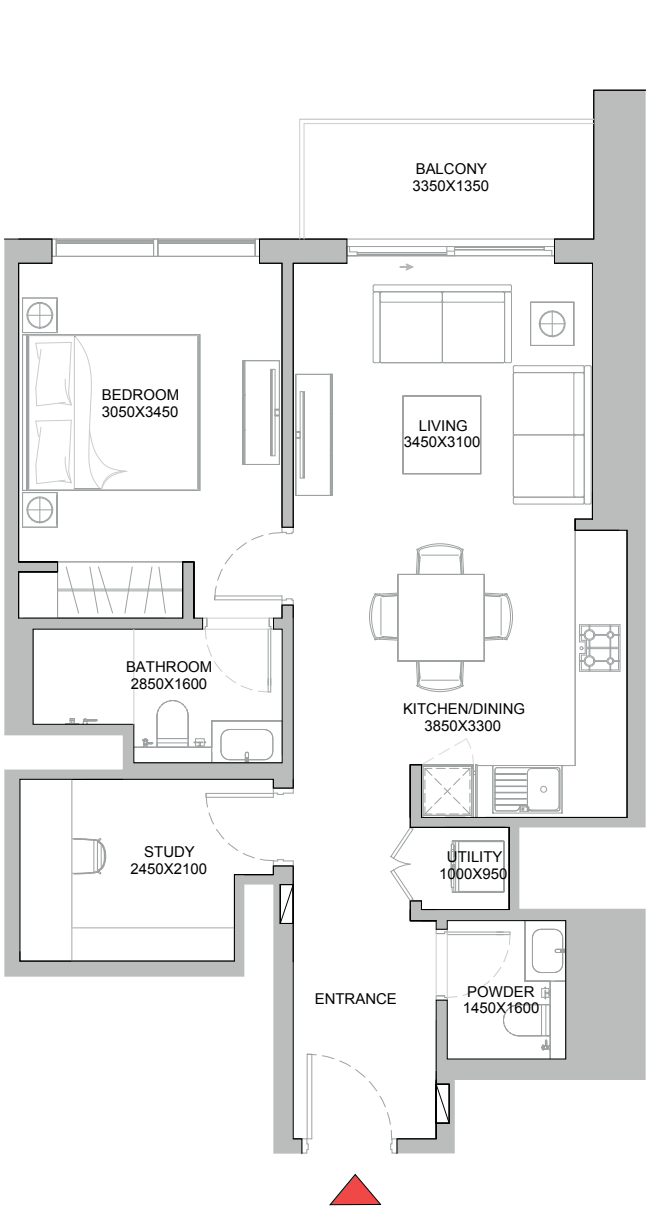 BALCONY
3350X1350
BEDROOM
3050X3450
LIVING
3450X3100
BATHROOM
2850X1600
KITCHEN/DINING
3850X3300
STUDY
2450X2100
UTILITY
1000X950
ENTRANCE
POWDER
1450X1600